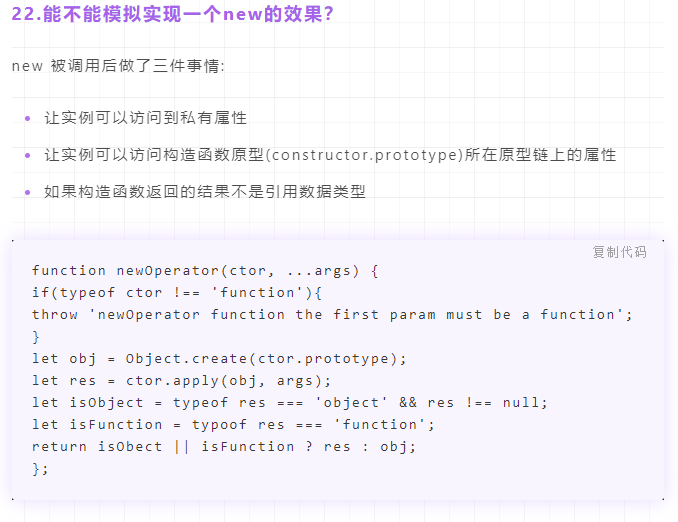 22.能不能模拟实现一个new的效果?
new 被调用后做了三件事情:
让实例可以访问到私有属性
让实例可以访问构造函数原型(constructor.prototype)所在原型链上的属性
如果构造函数返回的结果不是引用数据类型
复制代码
function newOperator(ctor, ...args) {
if(typeof ctor !== 'function'){
throw 'newOperator function the first param must be a function';
}
let obj = Object.create(ctor.prototype);
let res = ctor.apply(obj, args);
let isObject = typeof res === 'object' && res !== null;
let isFunction = typoof res === 'function';
return isObect || isFunction ? res : obj;
};